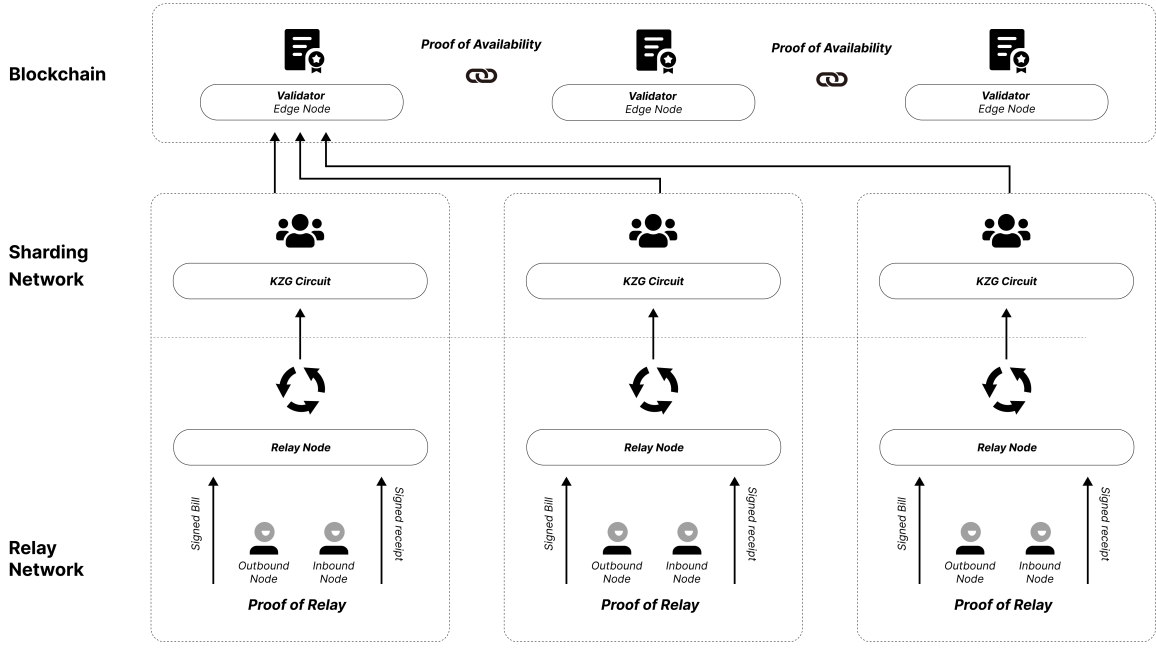 Blockchain
Proof of Availability
Proof of Availability
Validator
Edge Node
Validator
Edge Node
Validator
Edge Node
Sharding
Network
KZG Circuit
KZG Circuit
KZG Circuit
Relay Node
Relay Node
Relay Node
Relay
Network
Signed Bill
Outbound
Node
Inbound
Node
Signed receipt
Proof of Relay
Signed Bill
Outbound
Node
Inbound
Node
Signed receipt
Proof of Relay
Signed Bill
Outbound
Node
Inbound
Node
Signed receipt
Proof of Relay